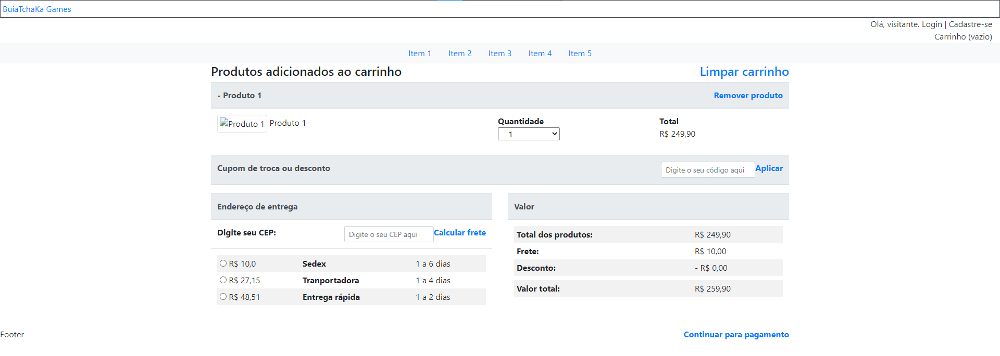 BuiaTchaKa Games
Olá, visitante. Login | Cadastre-se
Carrinho (vazio)
Item 1 Item 2 Item 3 Item 4 Item 5
Produtos adicionados ao carrinho Limpar carrinho
- Produto 1 Remover produto
Produto 1 Produto 1
Quantidade
1
Total
R$ 249,90
Cupom de troca ou desconto Digite o seu código aqui Aplicar
Endereço de entrega
Digite seu CEP: Digite o seu CEP aqui Calcular frete
R$ 10,0 Sedex 1 a 6 dias
R$ 27,15 Tranportadora 1 a 4 dias
R$ 48,51 Entrega rápida 1 a 2 dias
Valor
Total dos produtos: R$ 249,90
Frete: R$ 10,00
Desconto: - R$ 0,00
Valor total: R$ 259,90
Continuar para pagamento
Footer